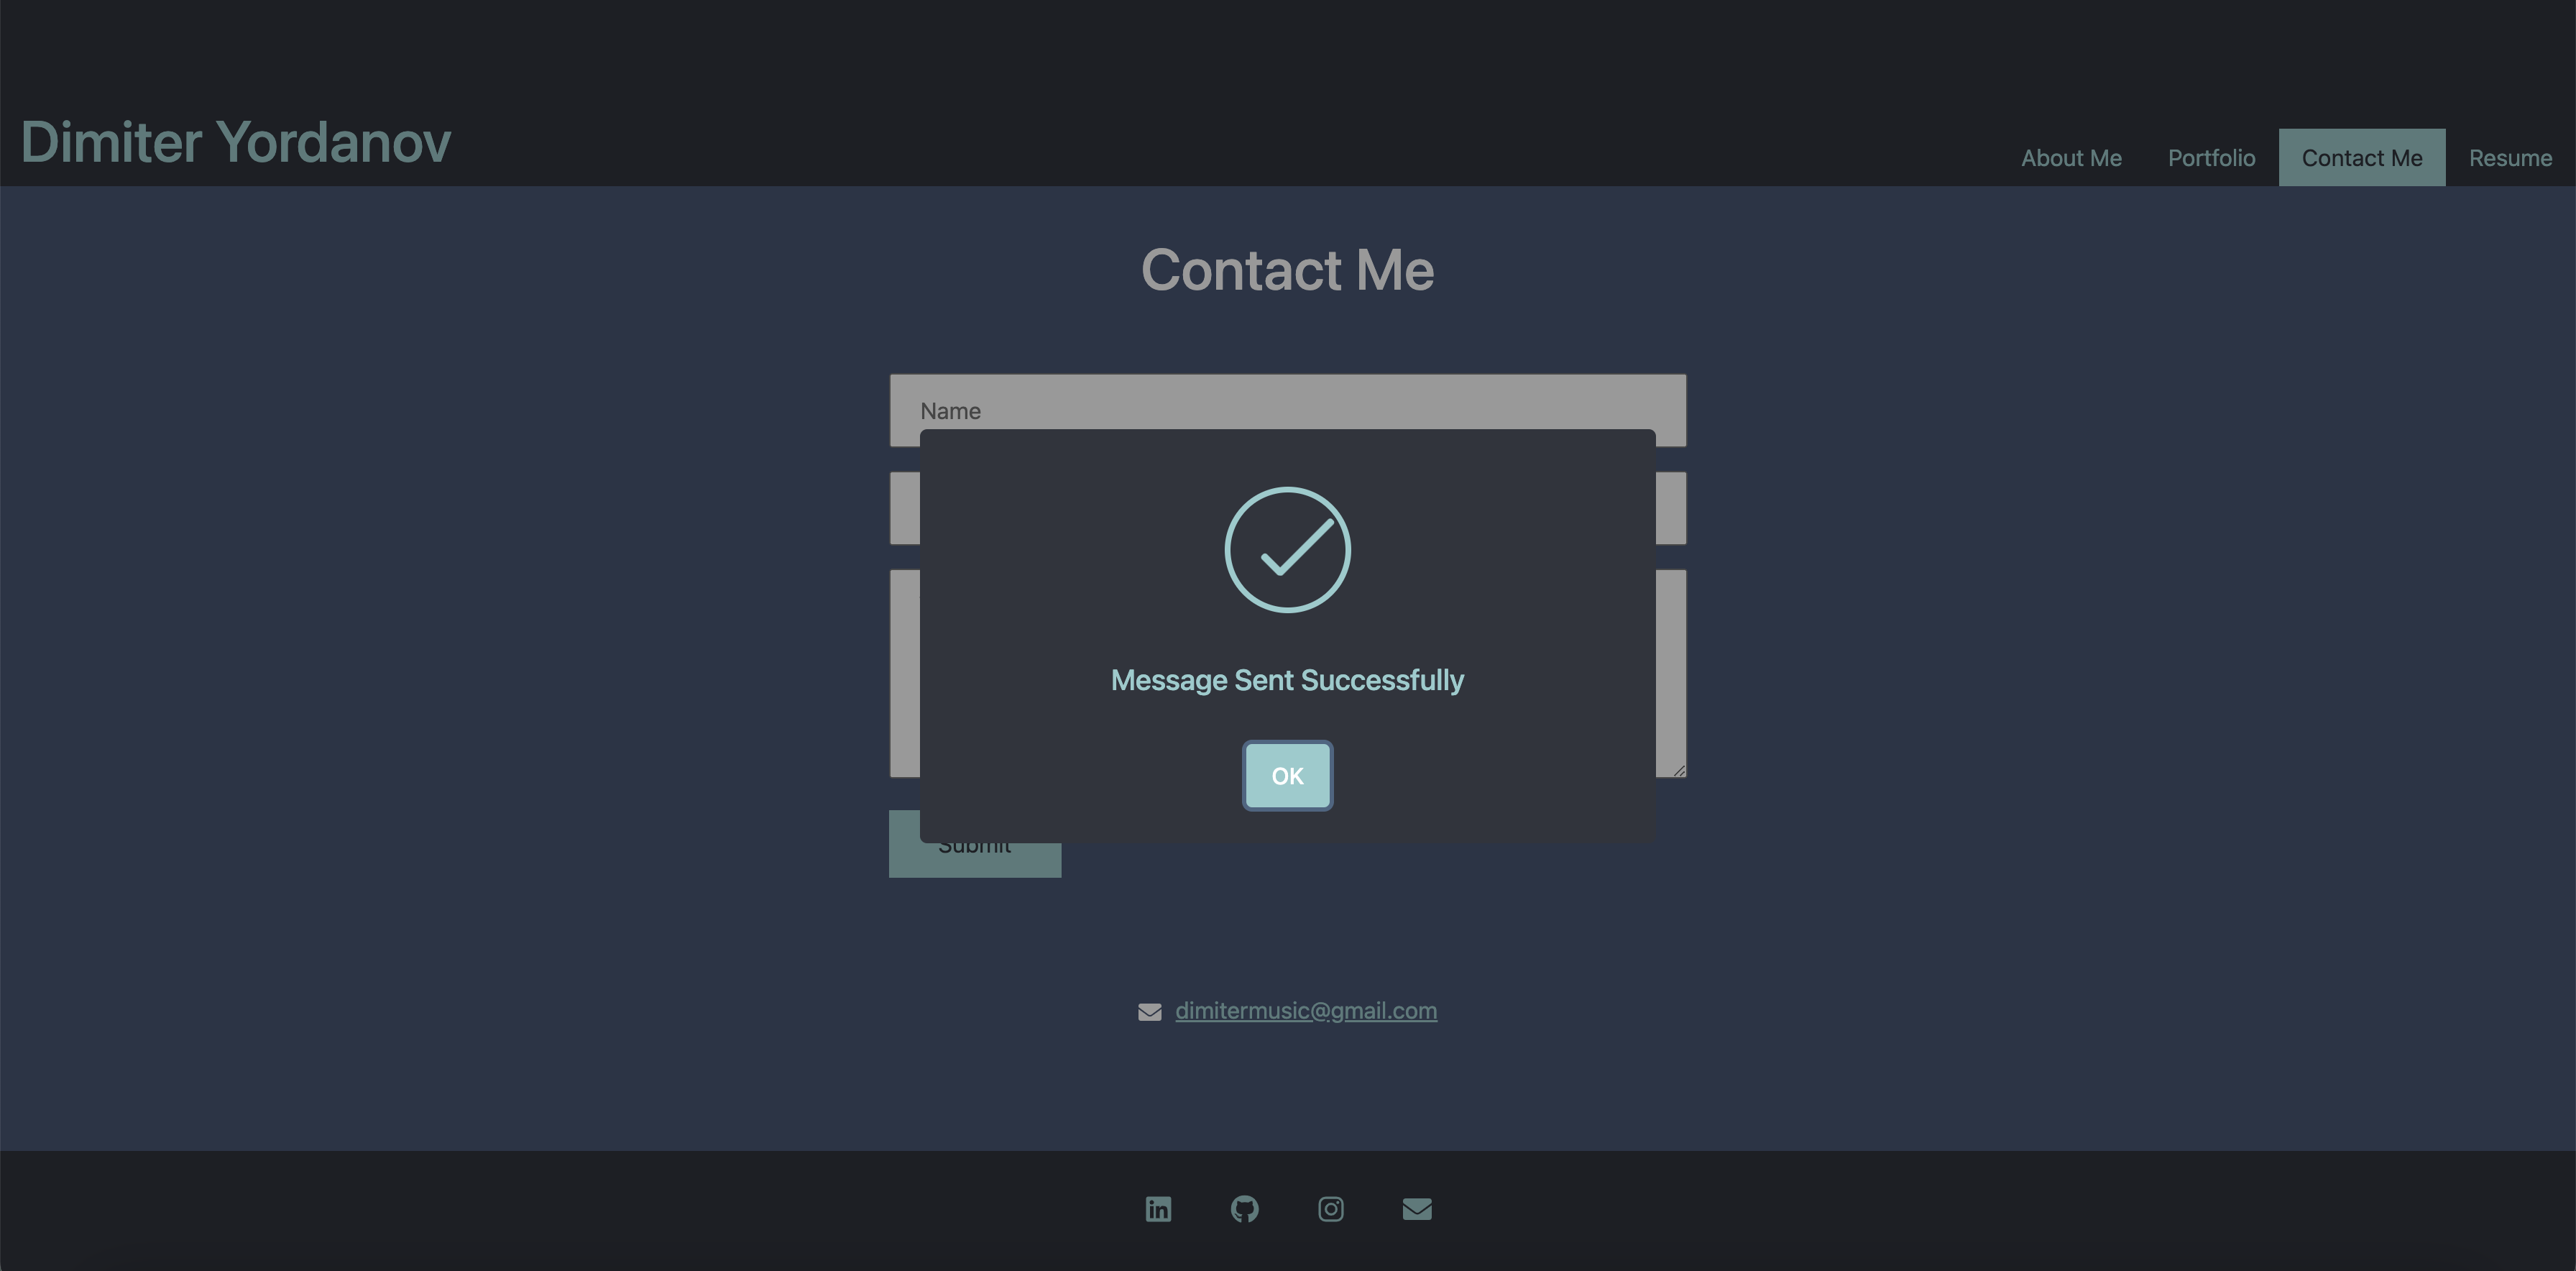 Dimiter Yordanov
About Me Portfolio Contact Me Resume
Contact Me
Name
Message Sent Successfully
OK
Submit
dimitermusic@gmail.com